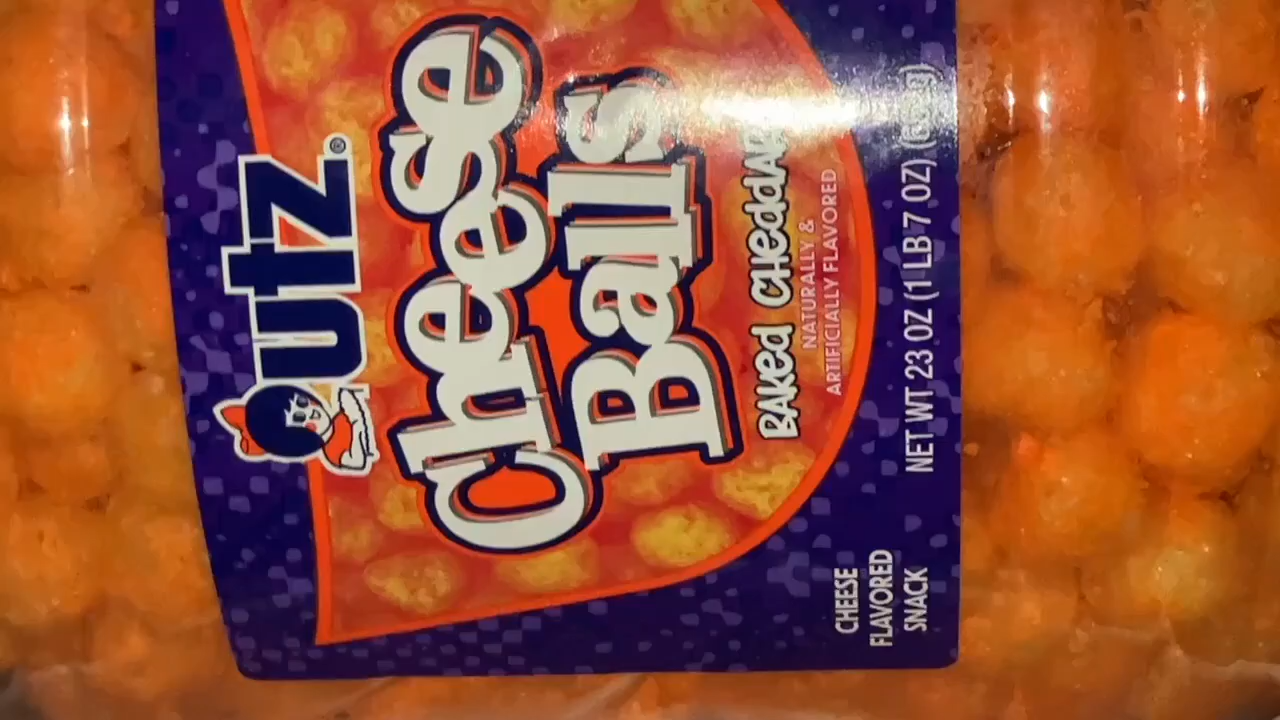 utz®
Cheese
Balls
BAKED CHEDDAR
NATURALLY &
ARTIFICIALLY FLAVORED
CHEESE
FLAVORED
SNACK
NET WT 23 OZ (1 LB 7 OZ)